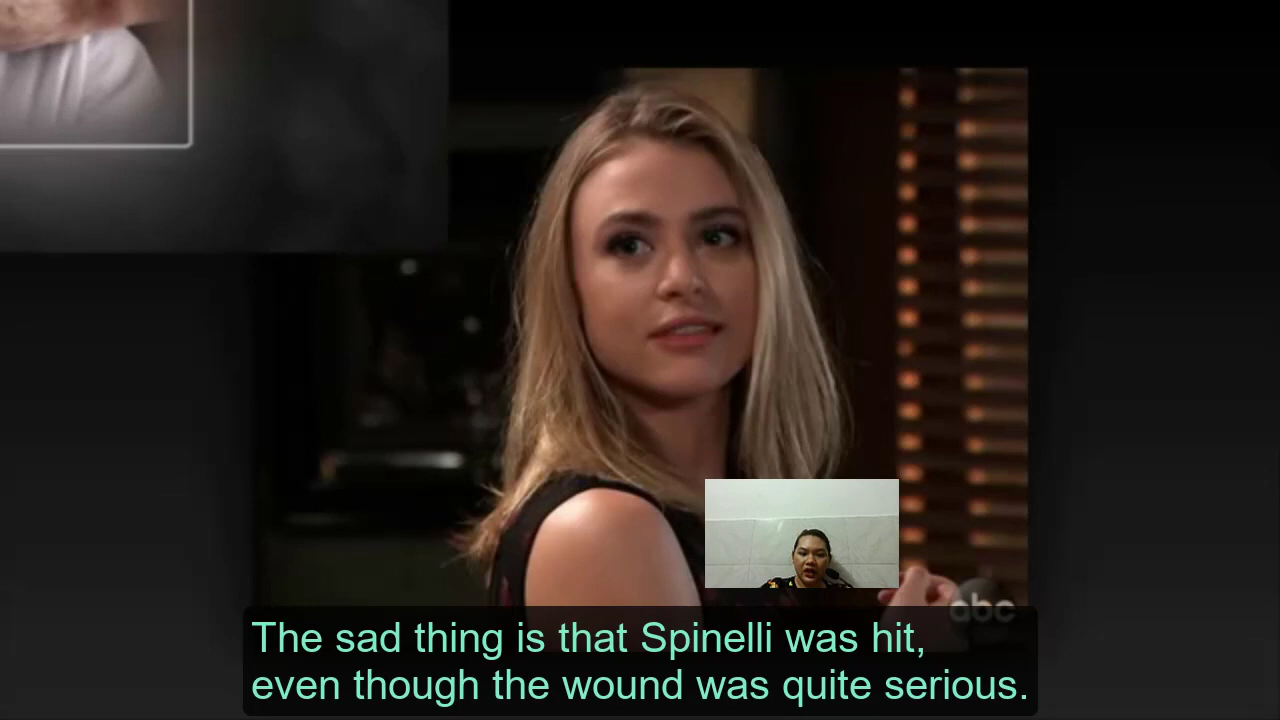 abc
The sad thing is that Spinelli was hit,
even though the wound was quite serious.